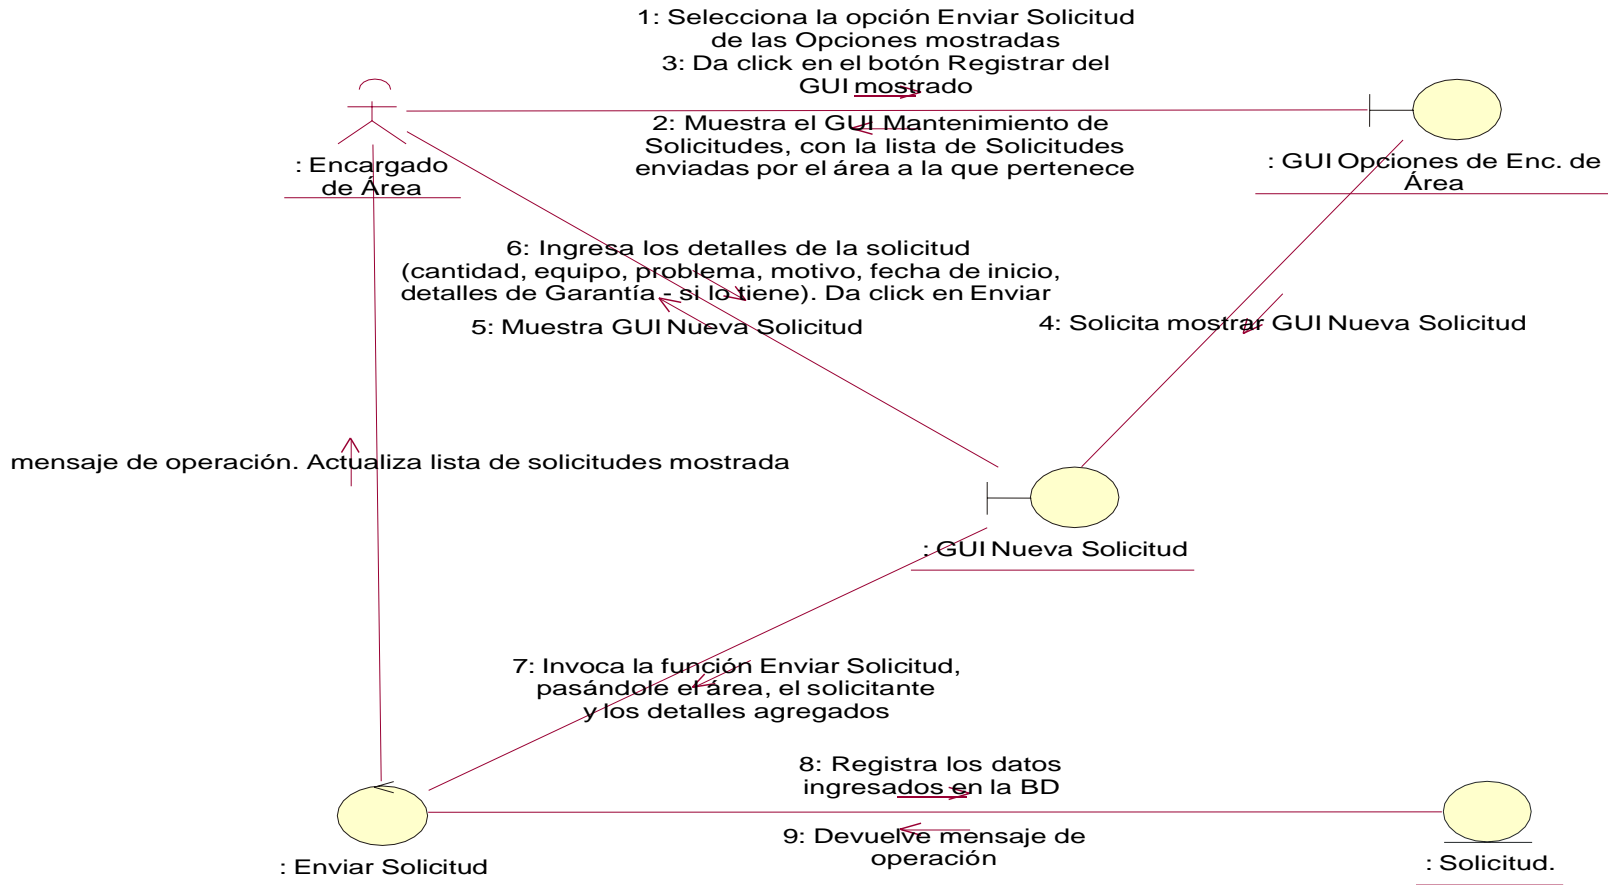 1: Selecciona la opción Enviar Solicitud
de las Opciones mostradas
3: Da click en el botón Registrar del
GUI mostrado
2: Muestra el GUI Mantenimiento de
Solicitudes, con la lista de Solicitudes
enviadas por el área a la que pertenece
: Encargado
de Área
: GUI Opciones de Enc. de
Área
6: Ingresa los detalles de la solicitud
(cantidad, equipo, problema, motivo, fecha de inicio,
detalles de Garantía - si lo tiene). Da click en Enviar
5: Muestra GUI Nueva Solicitud
4: Solicita mostrar GUI Nueva Solicitud
mensaje de operación. Actualiza lista de solicitudes mostrada
: GUI Nueva Solicitud
7: Invoca la función Enviar Solicitud,
pasándole el área, el solicitante
y los detalles agregados
8: Registra los datos
ingresados en la BD
9: Devuelve mensaje de
operación
: Enviar Solicitud
: Solicitud.